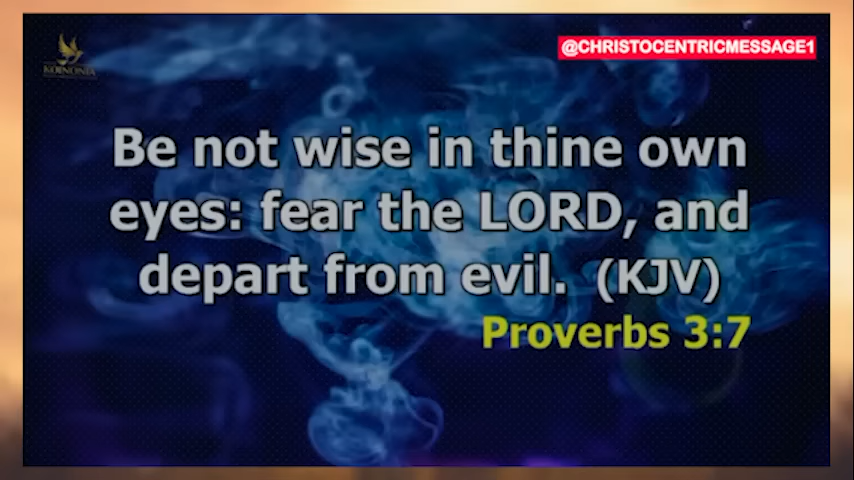 @CHRISTOCENTRICMESSAGE1
KOINONIA
Be not wise in thine own
eyes: fear the LORD, and
depart from evil. (KJV)
Proverbs 3:7